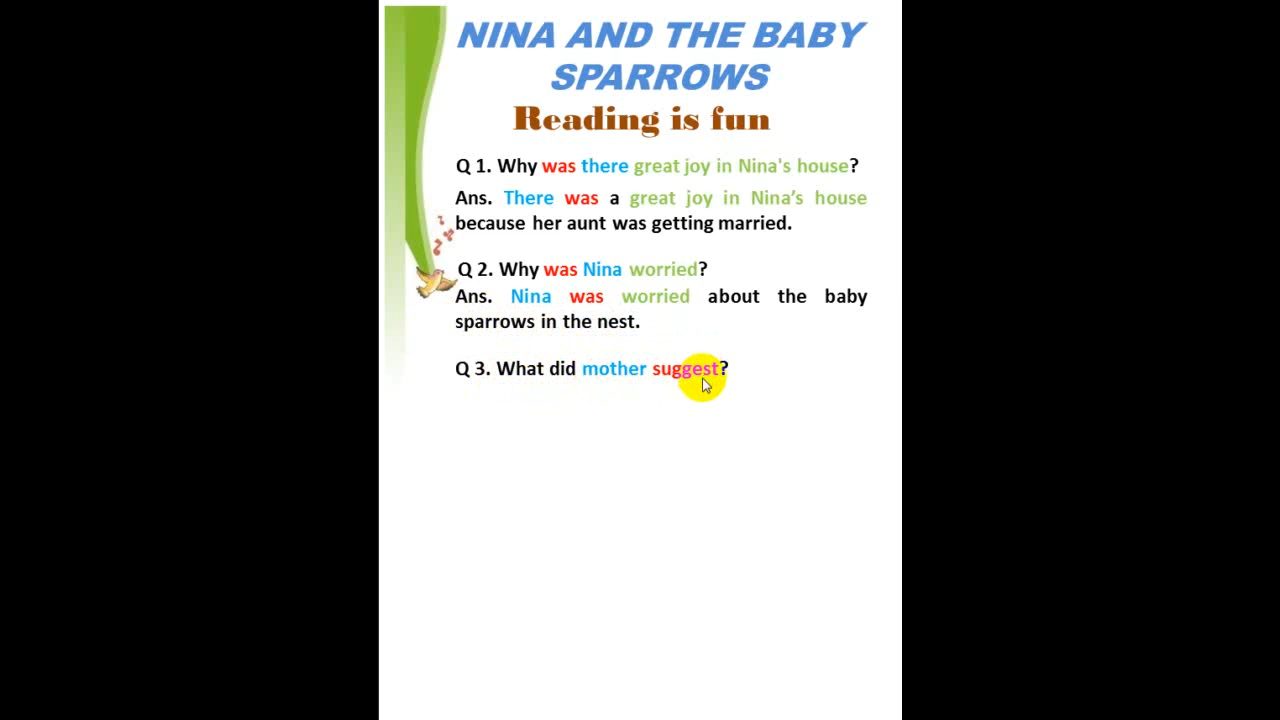 NINA AND THE BABY
SPARROWS
Reading is fun
Q 1. Why was there great joy in Nina's house?
Ans. There was a great joy in Nina’s house
because her aunt was getting married.
Q 2. Why was Nina worried?
Ans. Nina was worried about the baby
sparrows in the nest.
Q 3. What did mother suggest?